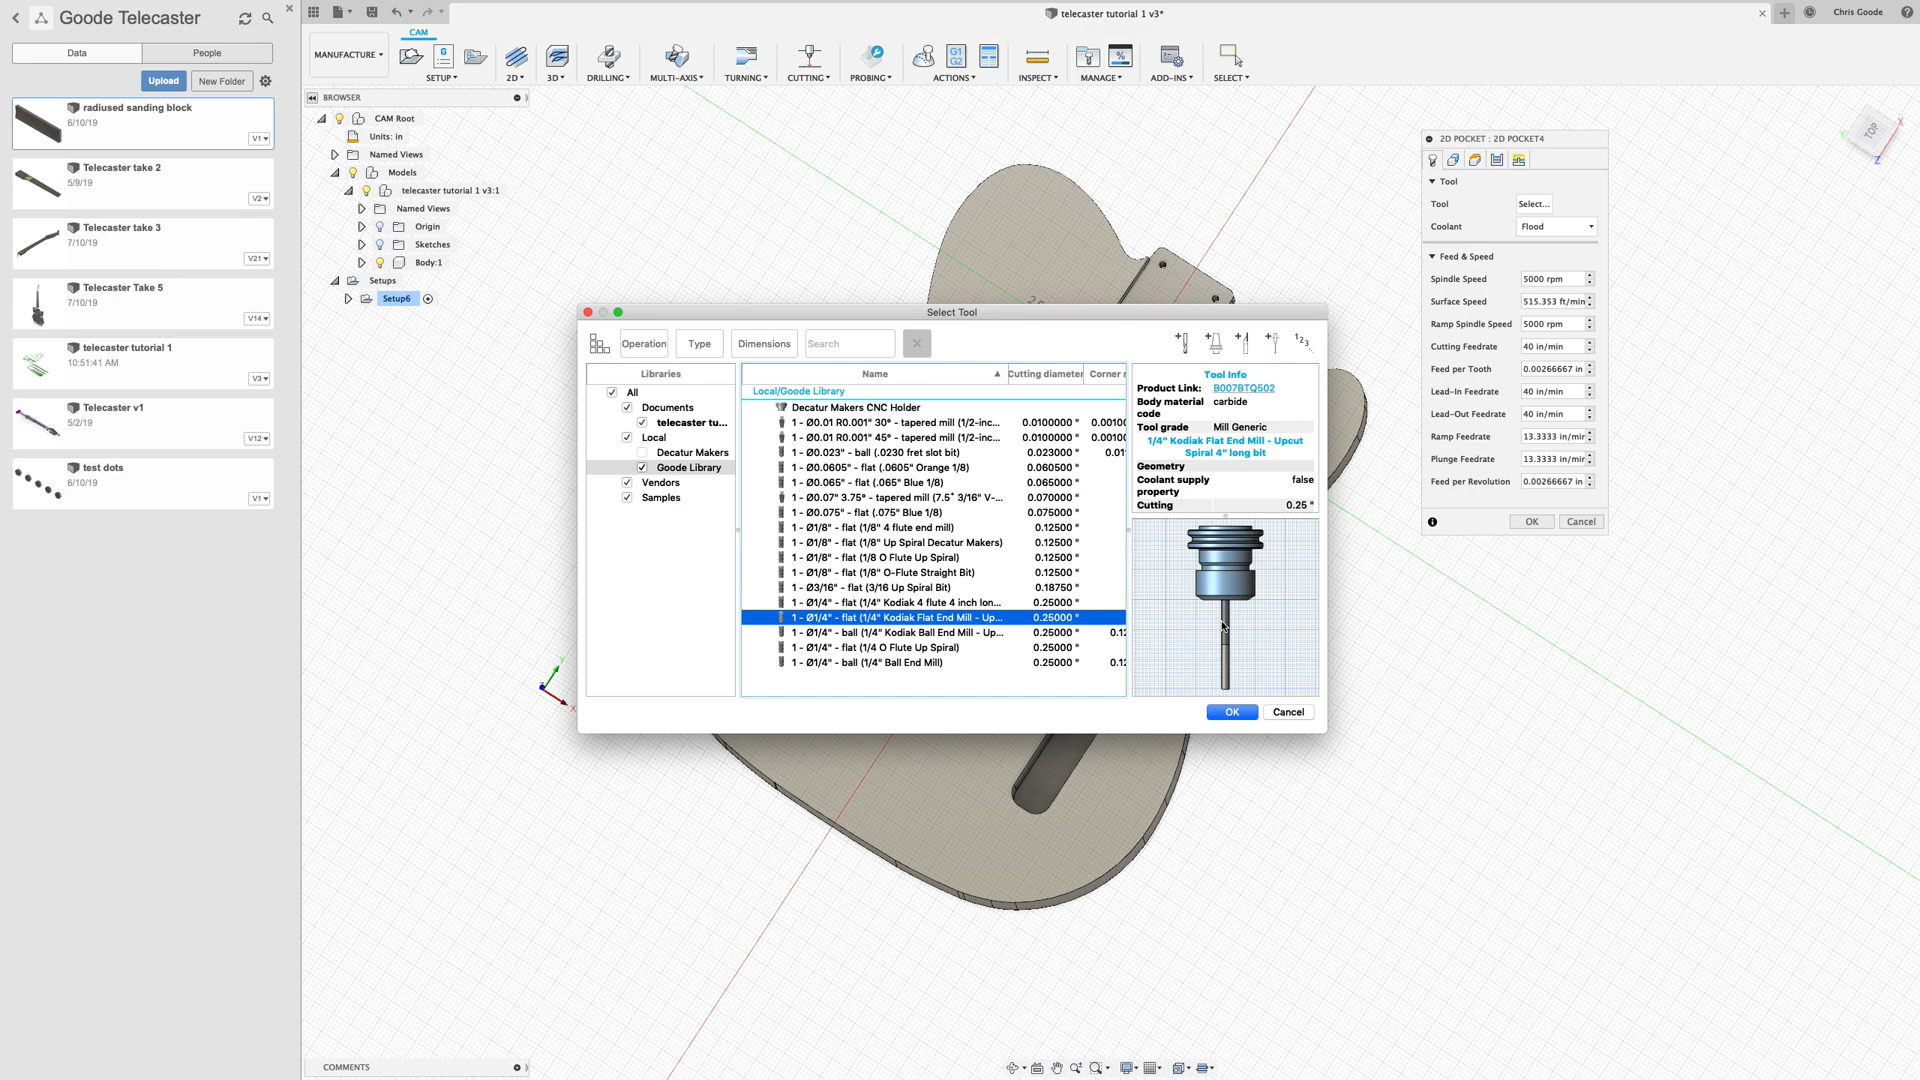 Goode Telecaster
Data
People
Upload
New Folder
radiused sanding block
6/10/19
V1
Telecaster take 2
5/9/19
V2
Telecaster take 3
7/10/19
V21
Telecaster Take 5
7/10/19
V14
telecaster tutorial 1
10:51:41 AM
V3
Telecaster v1
5/2/19
V12
test dots
6/10/19
V1
telecaster tutorial 1 v3*
Chris Goode
CAM
MANUFACTURE
SETUP
2D
3D
DRILLING
MULTI-AXIS
TURNING
CUTTING
PROBING
G1
G2
ACTIONS
INSPECT
MANAGE
ADD-INS
SELECT
BROWSER
CAM Root
Units: in
Named Views
Models
telecaster tutorial 1 v3:1
Named Views
Origin
Sketches
Body:1
Setups
Setup6
TOP
X
Y
Z
2D POCKET : 2D POCKET4
Tool
Tool Select...
Coolant Flood
Feed & Speed
Spindle Speed 5000 rpm
Surface Speed 515.353 ft/min
Ramp Spindle Speed 5000 rpm
Cutting Feedrate 40 in/min
Feed per Tooth 0.00266667 in
Lead-In Feedrate 40 in/min
Lead-Out Feedrate 40 in/min
Ramp Feedrate 13.3333 in/min
Plunge Feedrate 13.3333 in/min
Feed per Revolution 0.00266667 in
OK Cancel
Select Tool
Operation Type Dimensions Search
Libraries
All
Documents
telecaster tu...
Local
Decatur Makers
Goode Library
Vendors
Samples
Name Cutting diameter Corner r
Local/Goode Library
Decatur Makers CNC Holder
1 - Ø0.01 R0.001" 30° - tapered mill (1/2-inc... 0.0100000 " 0.00100
1 - Ø0.01 R0.001" 45° - tapered mill (1/2-inc... 0.0100000 " 0.00100
1 - Ø0.023" - ball (.0230 fret slot bit) 0.023000 " 0.01
1 - Ø0.0605" - flat (.0605" Orange 1/8) 0.060500 "
1 - Ø0.065" - flat (.065" Blue 1/8) 0.065000 "
1 - Ø0.07" 3.75° - tapered mill (7.5° 3/16" V-... 0.070000 "
1 - Ø0.075" - flat (.075" Blue 1/8) 0.075000 "
1 - Ø1/8" - flat (1/8" 4 flute end mill) 0.12500 "
1 - Ø1/8" - flat (1/8" Up Spiral Decatur Makers) 0.12500 "
1 - Ø1/8" - flat (1/8 O Flute Up Spiral) 0.12500 "
1 - Ø1/8" - flat (1/8" O-Flute Straight Bit) 0.12500 "
1 - Ø3/16" - flat (3/16 Up Spiral Bit) 0.18750 "
1 - Ø1/4" - flat (1/4" Kodiak 4 flute 4 inch lon... 0.25000 "
1 - Ø1/4" - flat (1/4" Kodiak Flat End Mill - Up... 0.25000 "
1 - Ø1/4" - ball (1/4" Kodiak Ball End Mill - Up... 0.25000 " 0.12
1 - Ø1/4" - flat (1/4 O Flute Up Spiral) 0.25000 "
1 - Ø1/4" - ball (1/4" Ball End Mill) 0.25000 " 0.12
Tool Info
Product Link: B007BTQ502
Body material carbide
code
Tool grade Mill Generic
1/4" Kodiak Flat End Mill - Upcut
Spiral 4" long bit
Geometry
Coolant supply false
property
Cutting 0.25 "
OK Cancel
COMMENTS